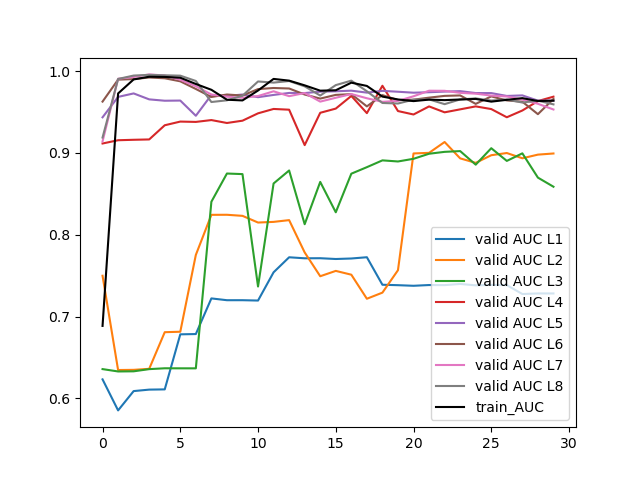 1.0
0.9
0.8
0.7
0.6
0
5
10
15
20
25
30
valid AUC L1
valid AUC L2
valid AUC L3
valid AUC L4
valid AUC L5
valid AUC L6
valid AUC L7
valid AUC L8
train_AUC